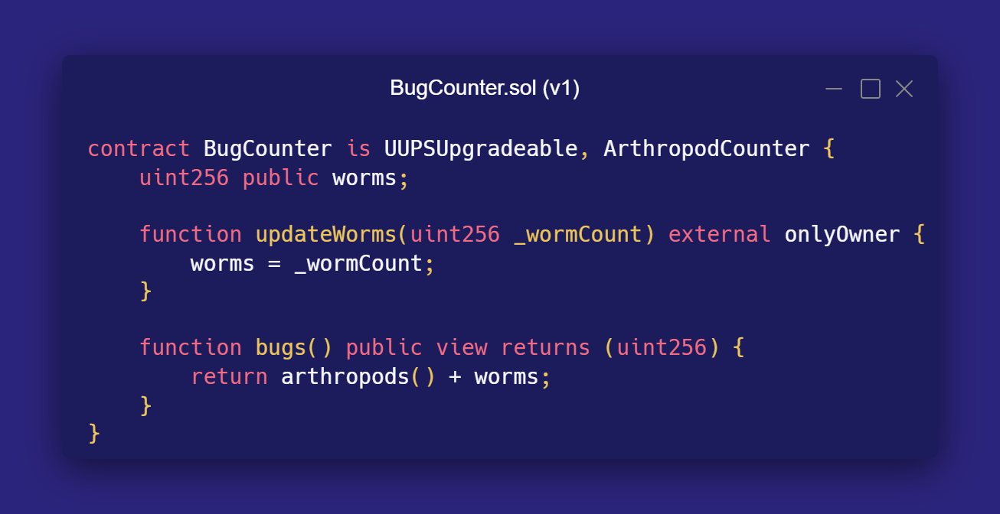 BugCounter.sol (v1)
contract BugCounter is UUPSUpgradeable, ArthropodCounter {
    uint256 public worms;
    function updateWorms(uint256 _wormCount) external onlyOwner {
        worms = _wormCount;
    }
    function bugs() public view returns (uint256) {
        return arthropods() + worms;
    }
}